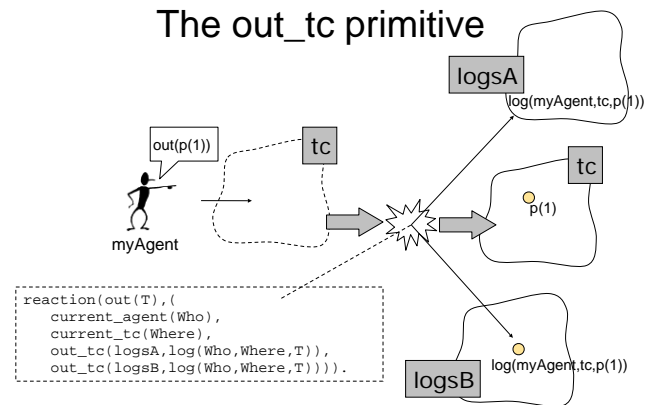 The out_tc primitive
logsA
log(myAgent,tc,p(1))
out(p(1))
tc
tc
p(1)
myAgent
reaction(out(T),(
current_agent(Who),
current_tc(Where),
out_tc(logsA,log(Who,Where,T)),
out_tc(logsB,log(Who,Where,T)))).
log(myAgent,tc,p(1))
logsB